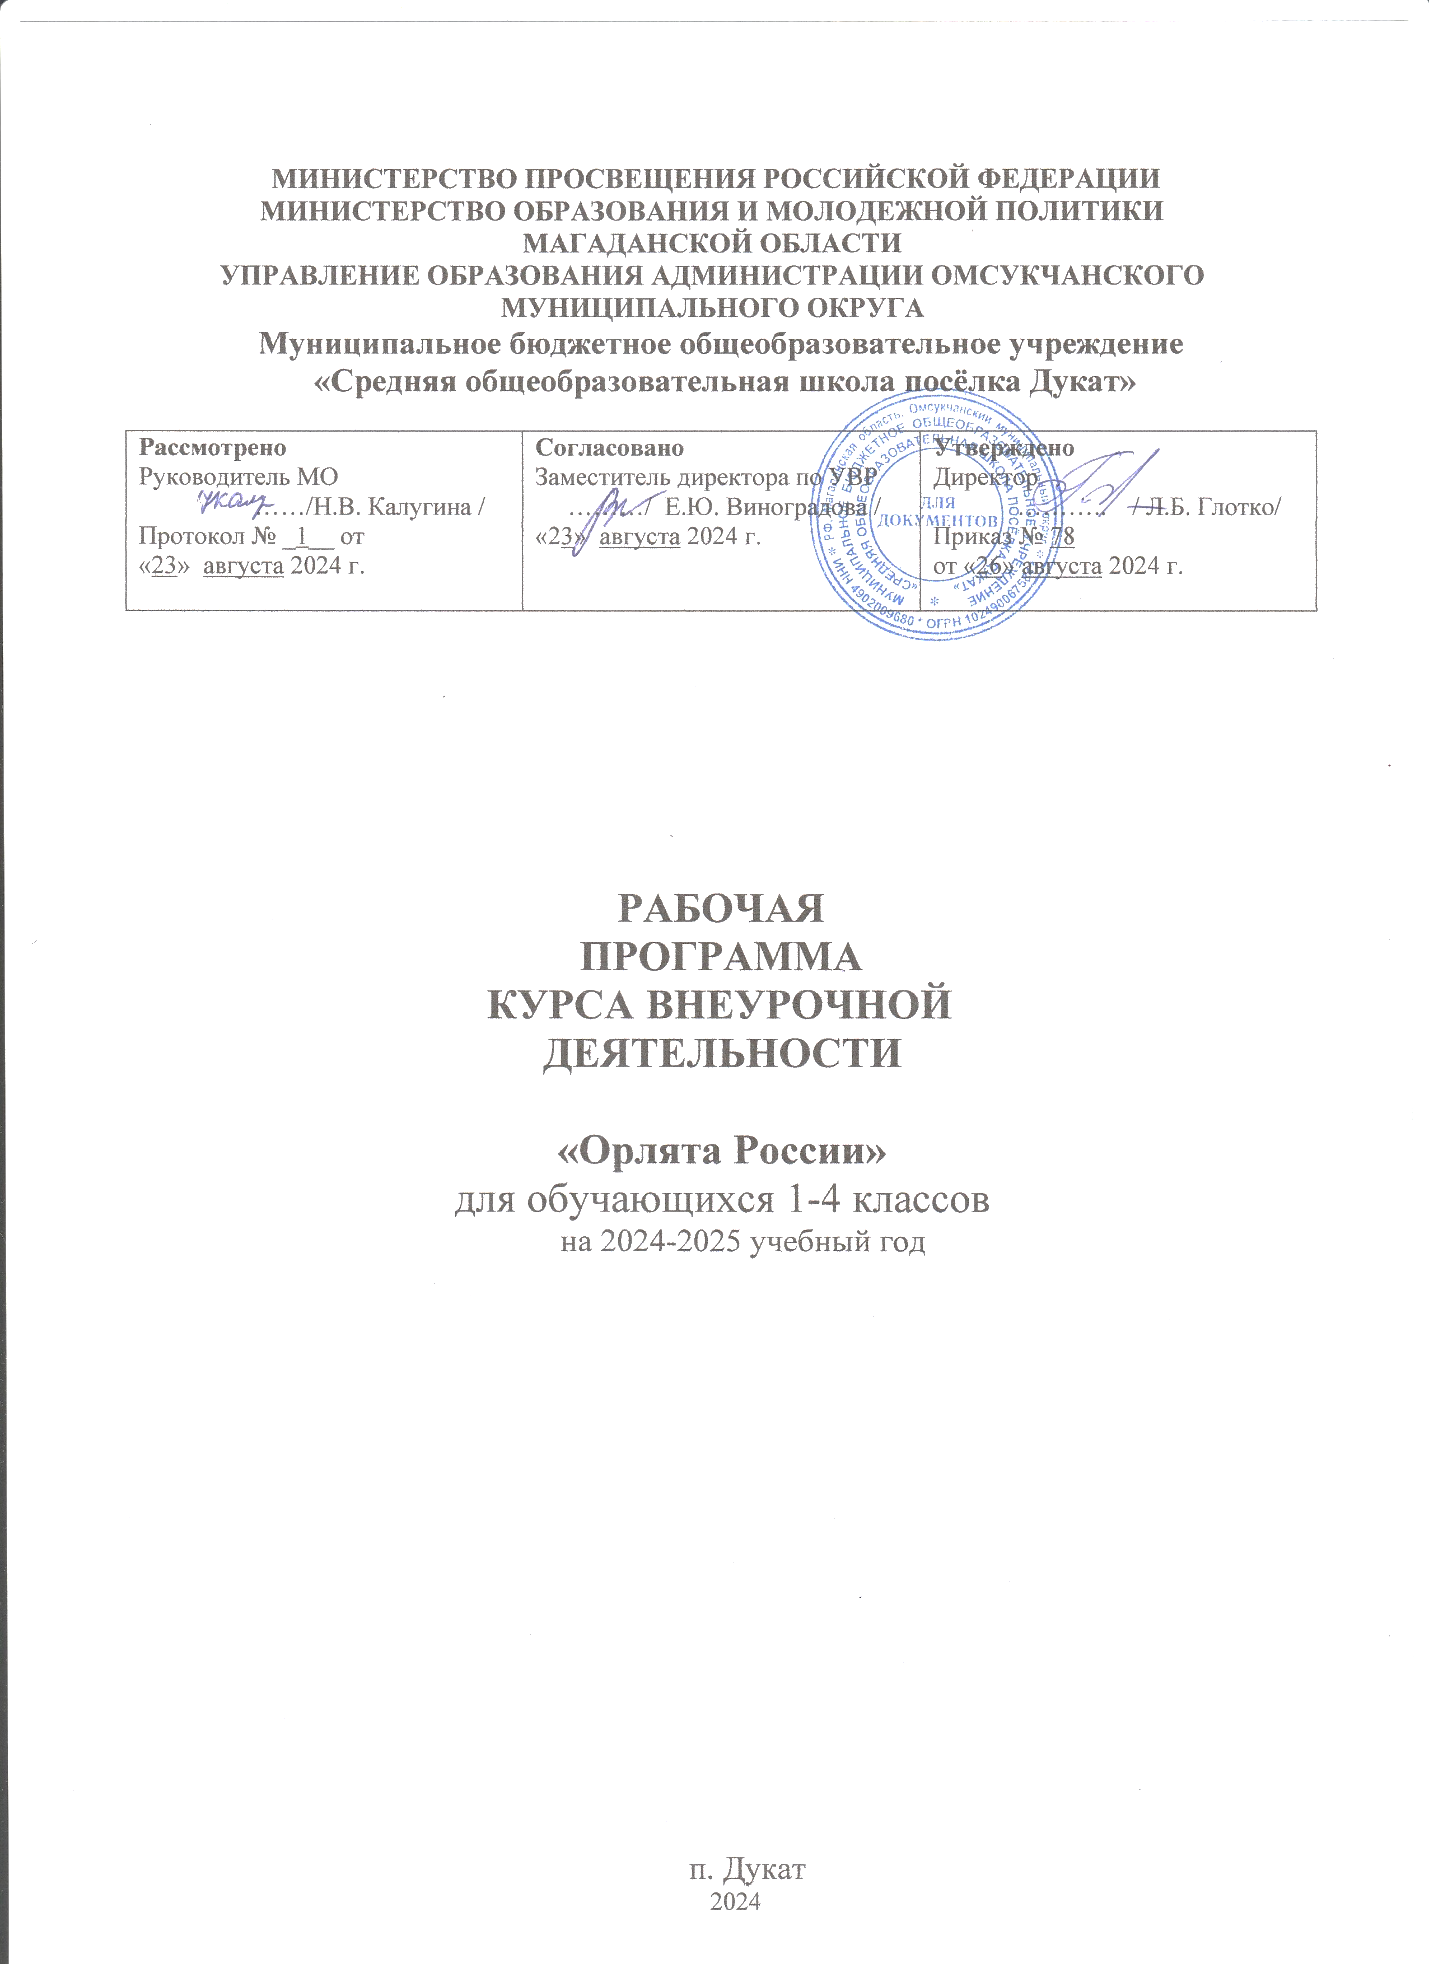 МИНИСТЕРСТВО ПРОСВЕЩЕНИЯ РОССИЙСКОЙ ФЕДЕРАЦИИ
МИНИСТЕРСТВО ОБРАЗОВАНИЯ И МОЛОДЕЖНОЙ ПОЛИТИКИ
МАГАДАНСКОЙ ОБЛАСТИ
УПРАВЛЕНИЕ ОБРАЗОВАНИЯ АДМИНИСТРАЦИИ ОМСУКЧАНСКОГО
МУНИЦИПАЛЬНОГО ОКРУГА
Муниципальное бюджетное общеобразовательное учреждение
«Средняя общеобразовательная школа посёлка Дукат»
Рассмотрено
Руководитель МО
……/Н.В. Калугина /
Протокол № _1__ от
«23» августа 2024 г.
Согласовано
Заместитель директора по УВР
………/ Е.Ю. Виноградова /
«23» августа 2024 г.
Утверждено
Директор
………… / Л.Б. Глотко/
Приказ № 78
от «26» августа 2024 г.
ДЛЯ
ДОКУМЕНТОВ
РАБОЧАЯ
ПРОГРАММА
КУРСА ВНЕУРОЧНОЙ
ДЕЯТЕЛЬНОСТИ
«Орлята России»
для обучающихся 1-4 классов
на 2024-2025 учебный год
п. Дукат
2024